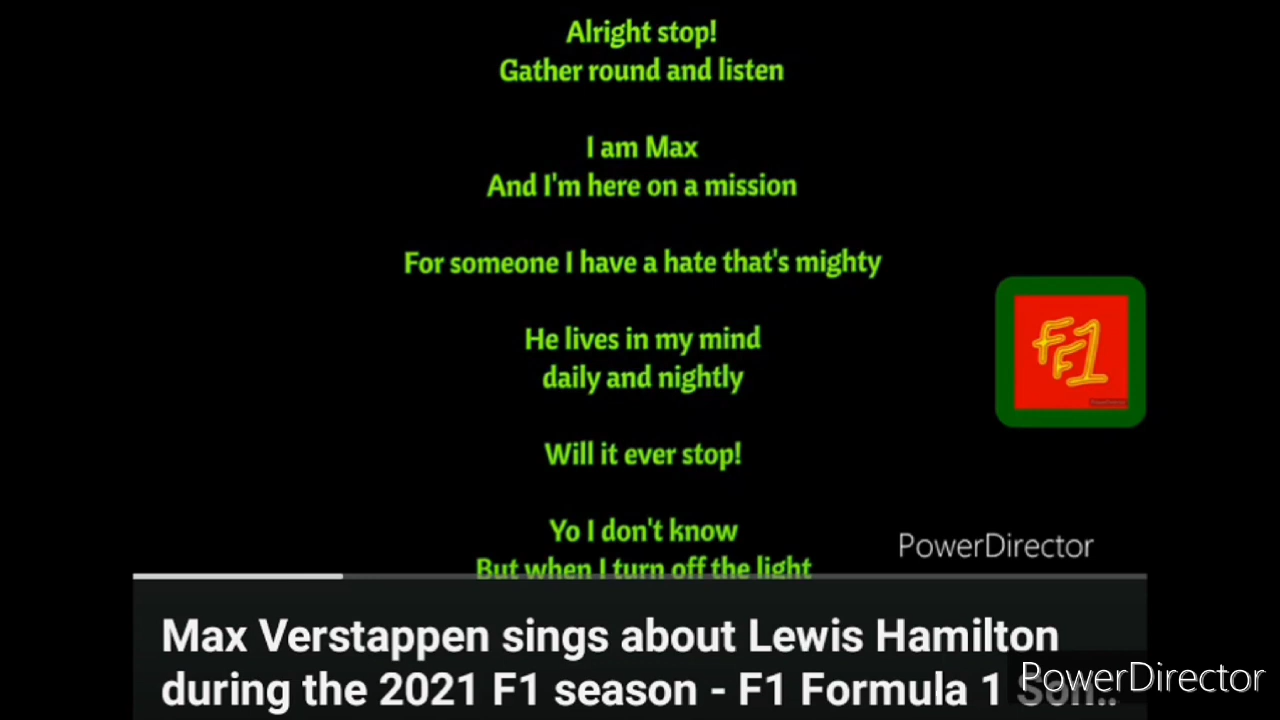 Alright stop!
Gather round and listen
I am Max
And I'm here on a mission
For someone I have a hate that's mighty
He lives in my mind
daily and nightly
Will it ever stop!
Yo I don't know
But when I turn off the light
FF1
PowerDirector
Max Verstappen sings about Lewis Hamilton
during the 2021 F1 season - F1 Formula 1 Son..
PowerDirector